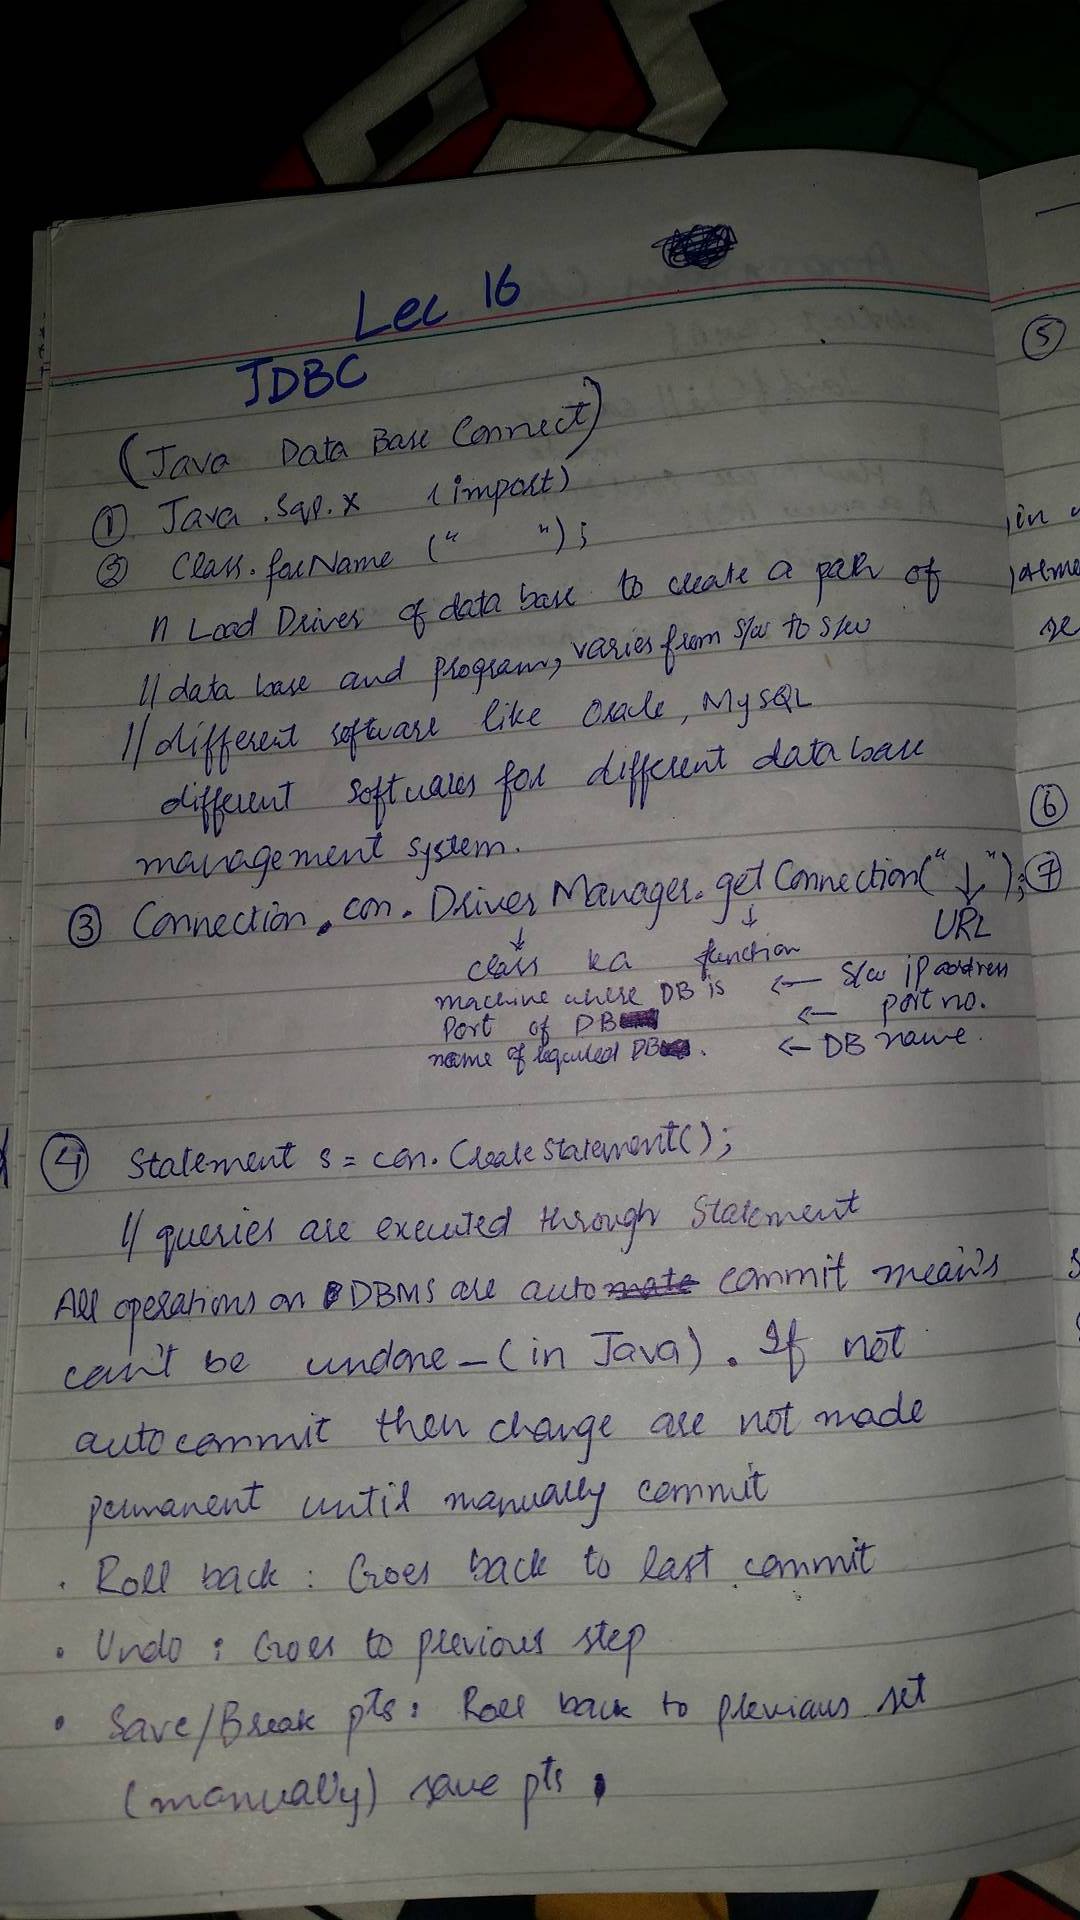 Lec 16
JDBC
(Java Data Base Connect)
① Java.Sql.x (import)
② Class.forName (" ");
// Load Driver of data base to create a path of
// data base and program, varies from s/w to s/w
// different software like Oracle, MySQL
different softwares for different data base
management system.
③ Connection con. DriverManager.getConnection("↓");
class ka function URL
machine where DB is ← s/w ip address
Port of DB ← port no.
name of required DB. ← DB name.
④ Statement s = con.CreateStatement();
// queries are executed through Statement
All operations on DBMS are auto commit means
can't be undone - (in Java). If not
autocommit then change are not made
permanent until manually commit
. Roll back : Goes back to last commit
• Undo : Goes to previous step
• Save/Break pts : Roll back to previous set
(manually) save pts.
⑤
in
se
⑥
⑦